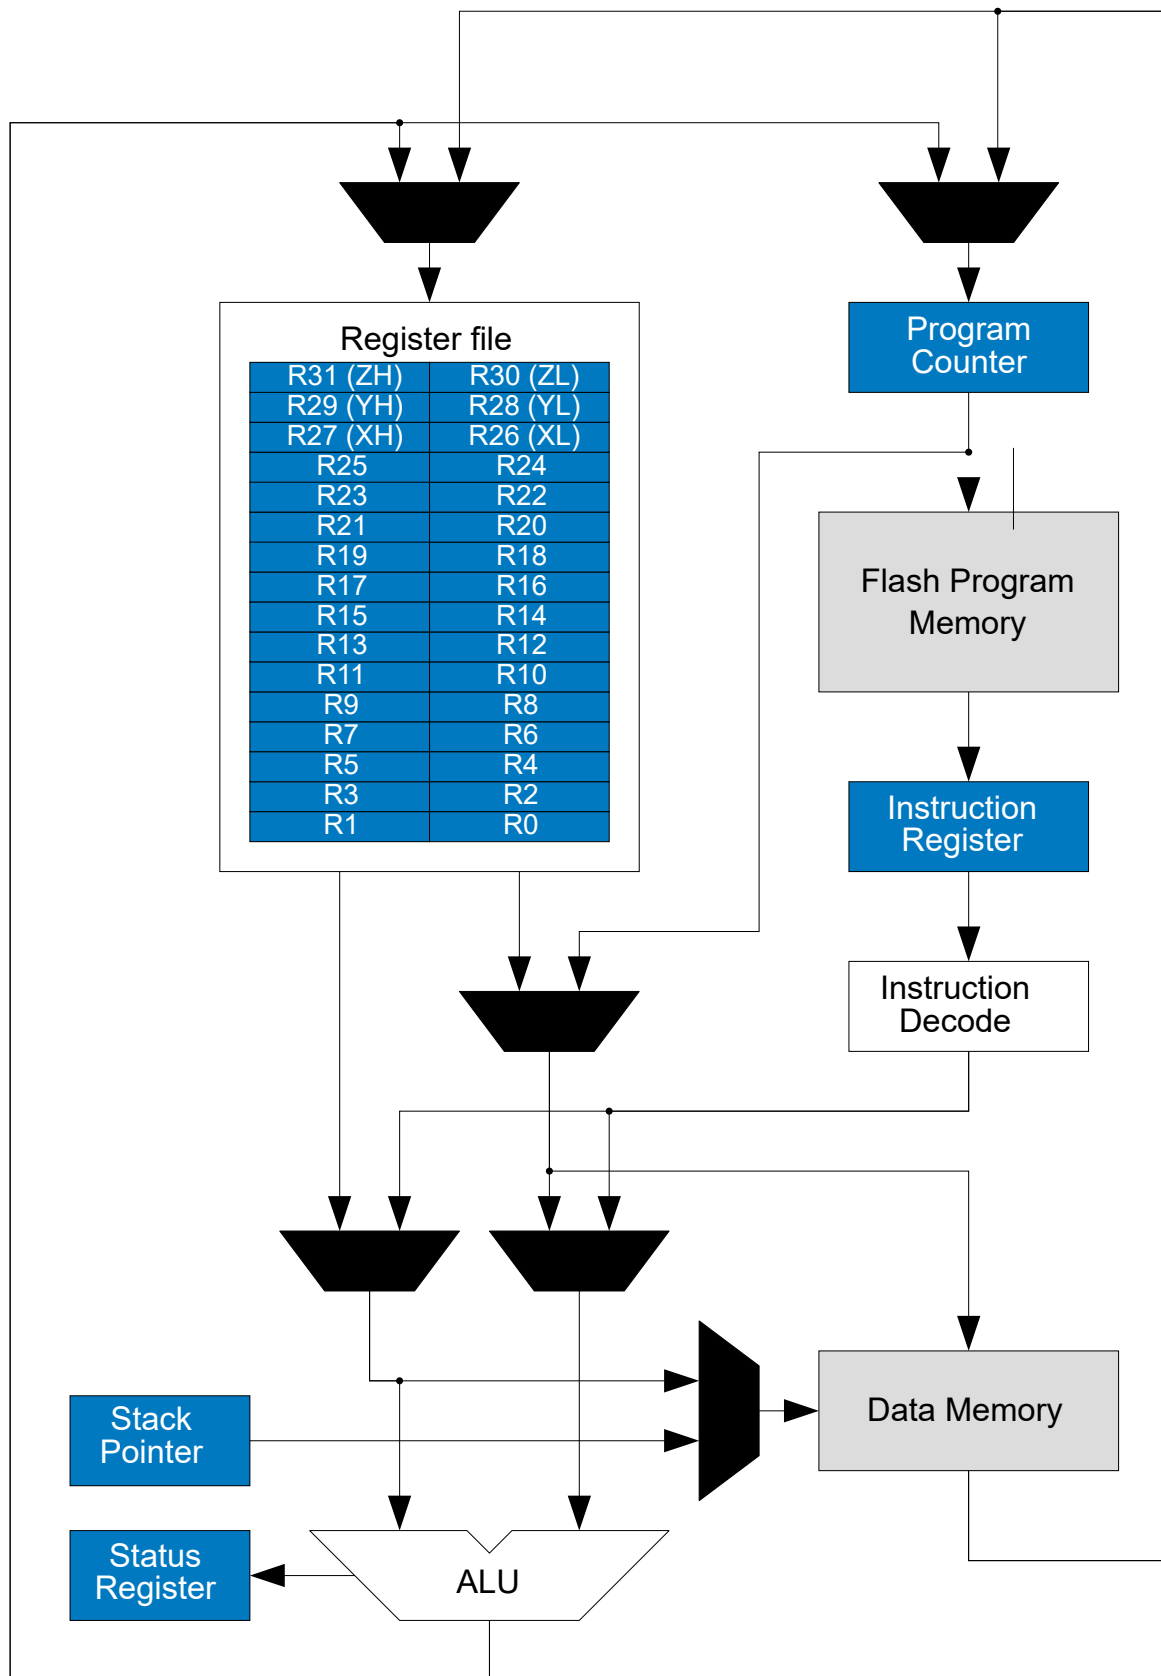 Register file
R31 (ZH) R30 (ZL)
R29 (YH) R28 (YL)
R27 (XH) R26 (XL)
R25 R24
R23 R22
R21 R20
R19 R18
R17 R16
R15 R14
R13 R12
R11 R10
R9 R8
R7 R6
R5 R4
R3 R2
R1 R0
Program
Counter
Flash Program
Memory
Instruction
Register
Instruction
Decode
Stack
Pointer
Data Memory
Status
Register
ALU